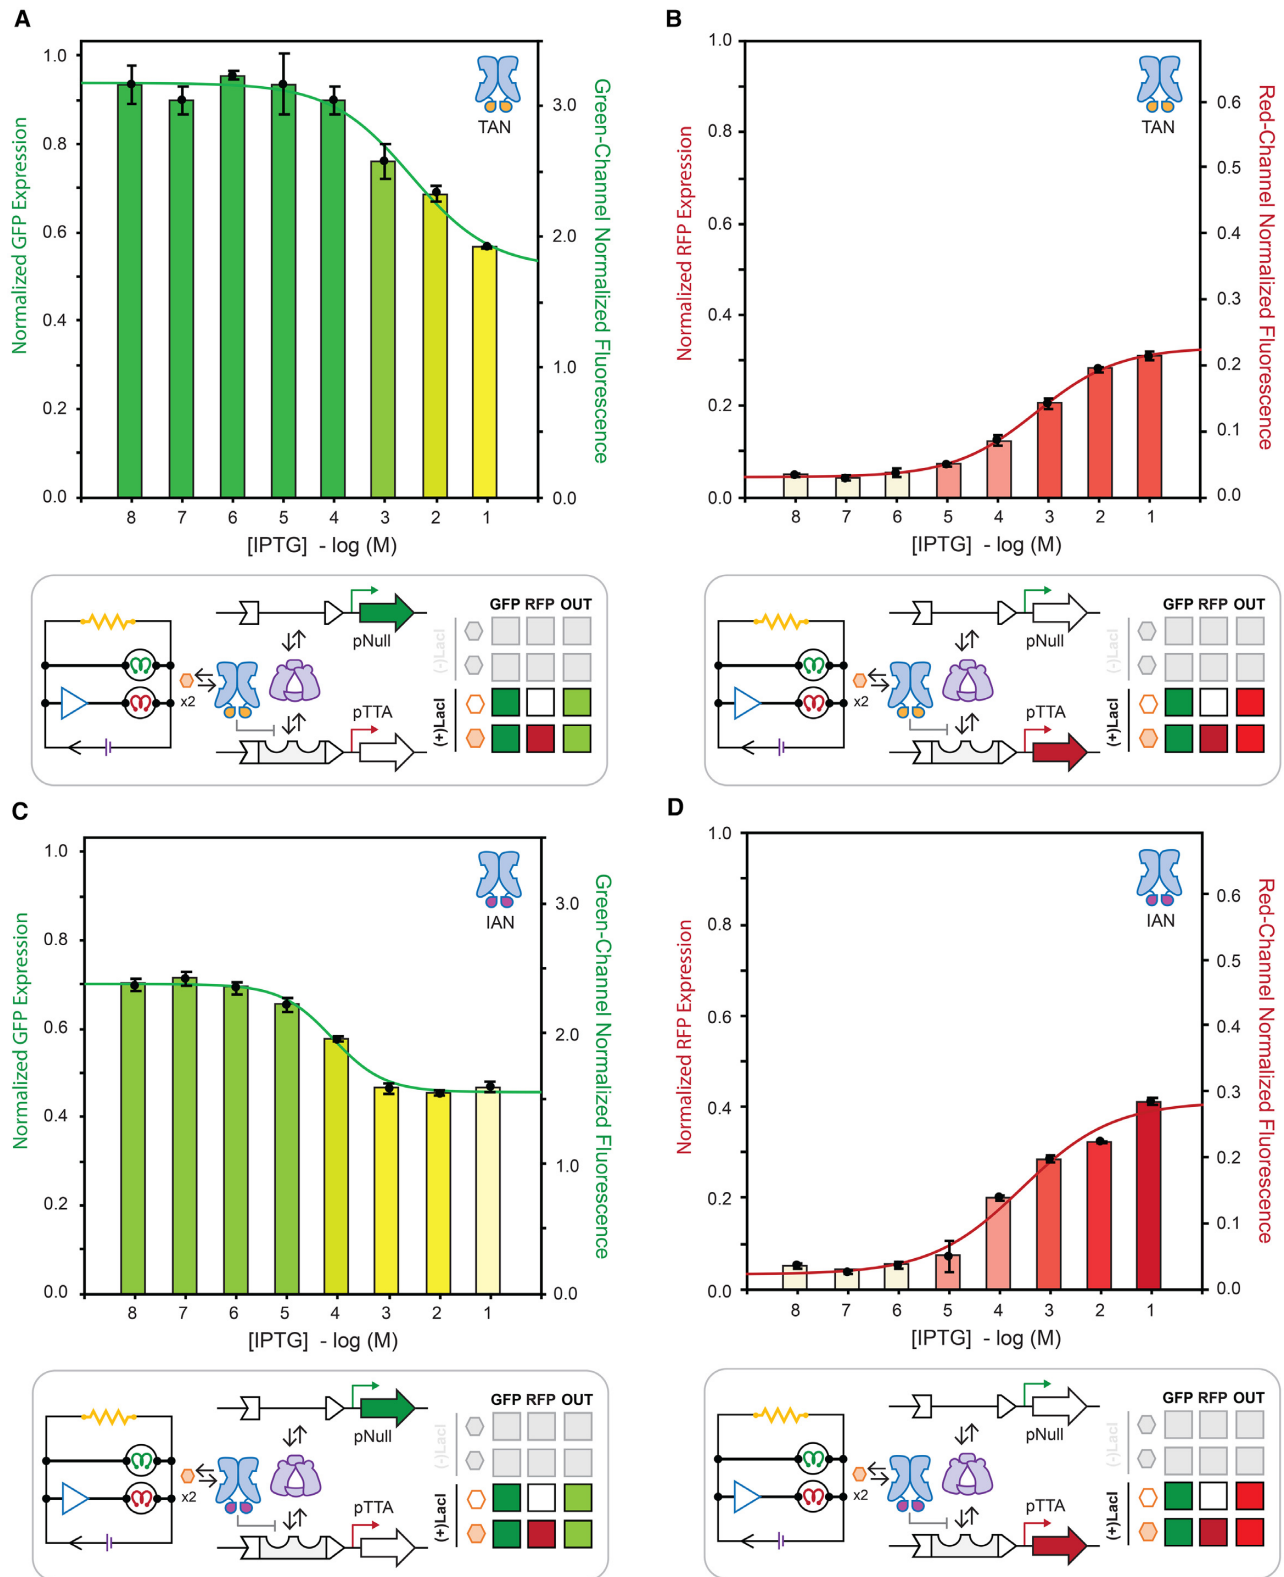 A
Normalized GFP Expression
1.0
0.8
0.6
0.4
0.2
0.0
TAN
3.0
2.0
1.0
0.0
Green-Channel Normalized Fluorescence
8 7 6 5 4 3 2 1
[IPTG] - log (M)
GFP RFP OUT
pNull
(-)LacI
x2
pTTA
(+)LacI
B
Normalized RFP Expression
1.0
0.8
0.6
0.4
0.2
0.0
TAN
0.6
0.5
0.4
0.3
0.2
0.1
0.0
Red-Channel Normalized Fluorescence
8 7 6 5 4 3 2 1
[IPTG] - log (M)
GFP RFP OUT
pNull
(-)LacI
x2
pTTA
(+)LacI
C
Normalized GFP Expression
1.0
0.8
0.6
0.4
0.2
0.0
IAN
3.0
2.0
1.0
0.0
Green-Channel Normalized Fluorescence
8 7 6 5 4 3 2 1
[IPTG] - log (M)
GFP RFP OUT
pNull
(-)LacI
x2
pTTA
(+)LacI
D
Normalized RFP Expression
1.0
0.8
0.6
0.4
0.2
0.0
IAN
0.6
0.5
0.4
0.3
0.2
0.1
0.0
Red-Channel Normalized Fluorescence
8 7 6 5 4 3 2 1
[IPTG] - log (M)
GFP RFP OUT
pNull
(-)LacI
x2
pTTA
(+)LacI